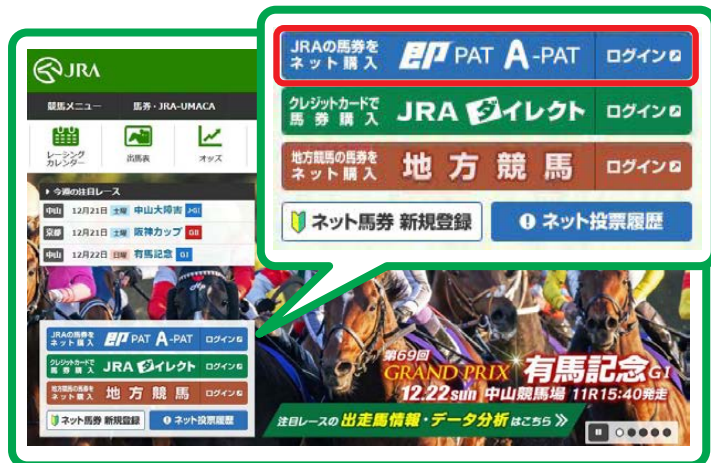 JRA
競馬メニュー 馬券・JRA-UMACA
レーシング
カレンダー
出馬表
オッズ
今週の注目レース
中山 12月21日 土曜 中山大障害 J・GI
京都 12月21日 土曜 阪神カップ GII
中山 12月22日 日曜 有馬記念 GI
JRAの馬券を
ネット購入 即PAT A-PAT ログイン
クレジットカードで
馬券購入 JRA ダイレクト ログイン
地方競馬の馬券を
ネット購入 地方競馬 ログイン
ネット馬券 新規登録 ネット投票履歴
JRAの馬券を
ネット購入 即PAT A-PAT ログイン
クレジットカードで
馬券購入 JRA ダイレクト ログイン
地方競馬の馬券を
ネット購入 地方競馬 ログイン
ネット馬券 新規登録 ネット投票履歴
第69回
GRAND PRIX 有馬記念 GI
12.22sun 中山競馬場 11R15:40発走
注目レースの出走馬情報・データ分析はこちら